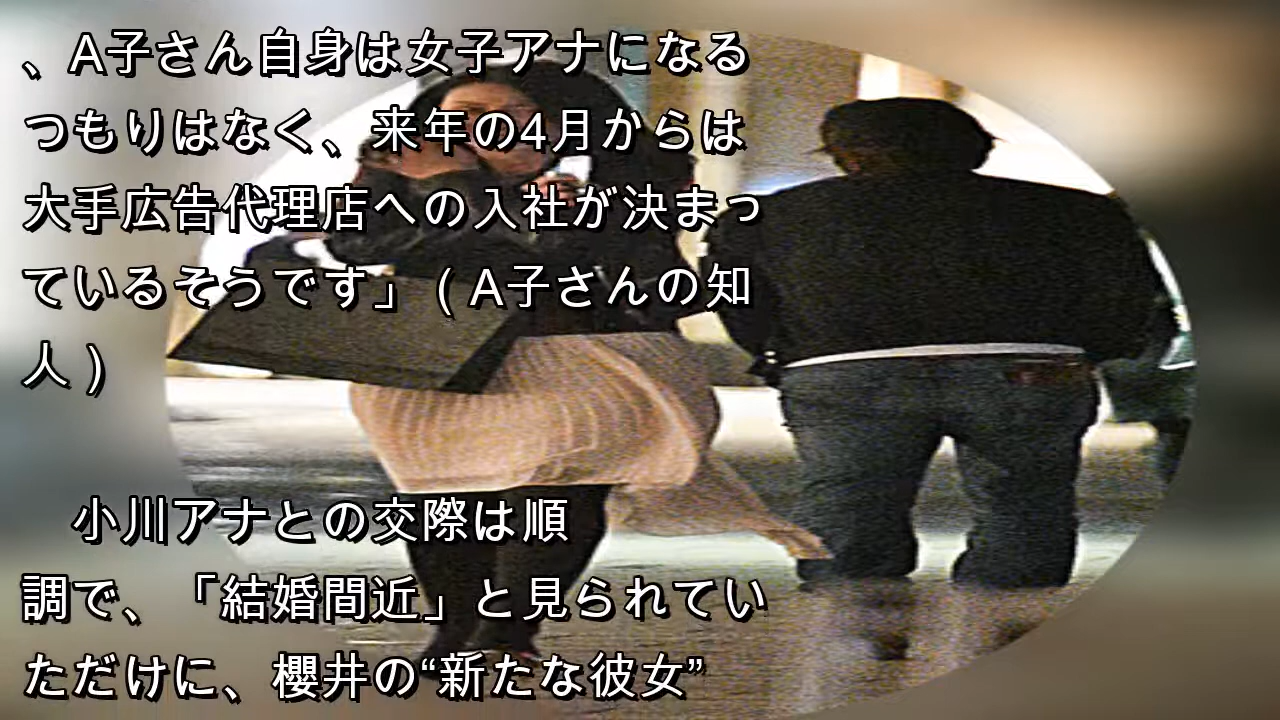 、A子さん自身は女子アナになる
つもりはなく、来年の4月からは
大手広告代理店への入社が決まっ
ているそうです」（A子さんの知
人）
　小川アナとの交際は順
調で、「結婚間近」と見られてい
ただけに、櫻井の“新たな彼女”